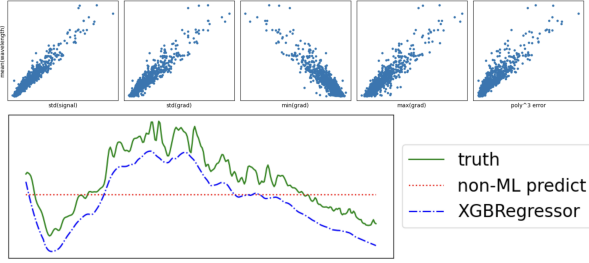 mean(wavelength)
std(signal)
std(grad)
min(grad)
max(grad)
poly^3 error
truth
non-ML predict
XGBRegressor